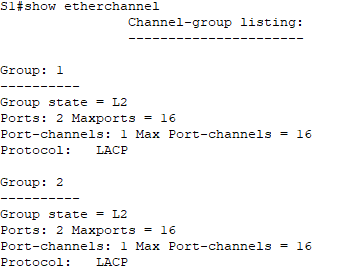 S1#show etherchannel
Channel-group listing:
----------------------
Group: 1
----------
Group state = L2
Ports: 2 Maxports = 16
Port-channels: 1 Max Port-channels = 16
Protocol:   LACP
Group: 2
----------
Group state = L2
Ports: 2 Maxports = 16
Port-channels: 1 Max Port-channels = 16
Protocol:   LACP